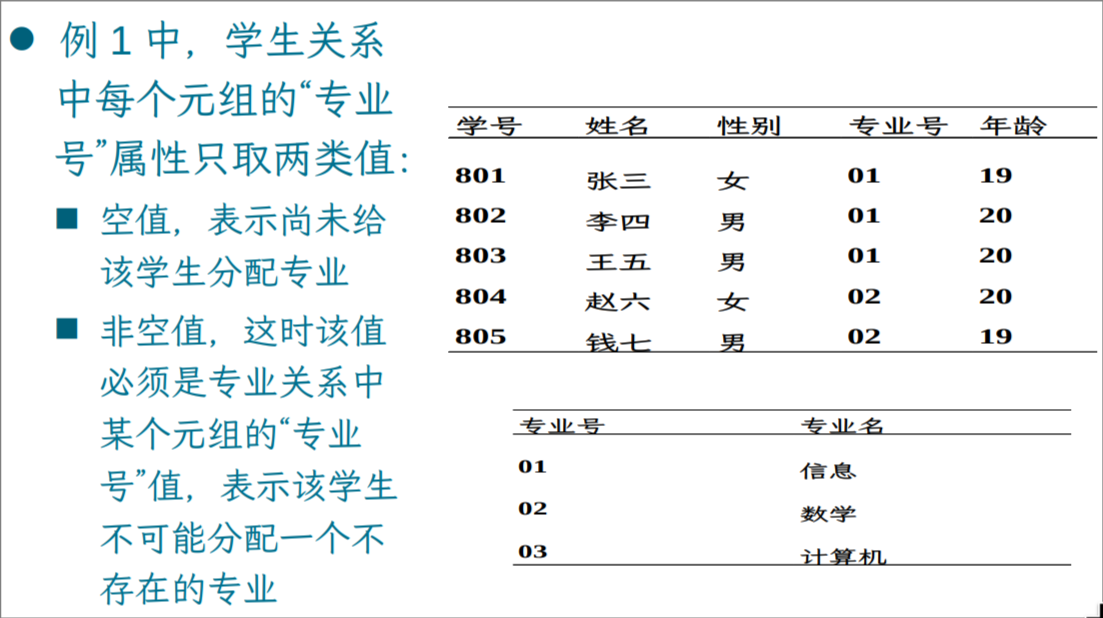 例 1 中，学生关系
中每个元组的“专业
号”属性只取两类值：
空值，表示尚未给
该学生分配专业
非空值，这时该值
必须是专业关系中
某个元组的“专业
号”值，表示该学生
不可能分配一个不
存在的专业
学号 姓名 性别 专业号 年龄
801 张三 女 01 19
802 李四 男 01 20
803 王五 男 01 20
804 赵六 女 02 20
805 钱七 男 02 19
专业号 专业名
01 信息
02 数学
03 计算机